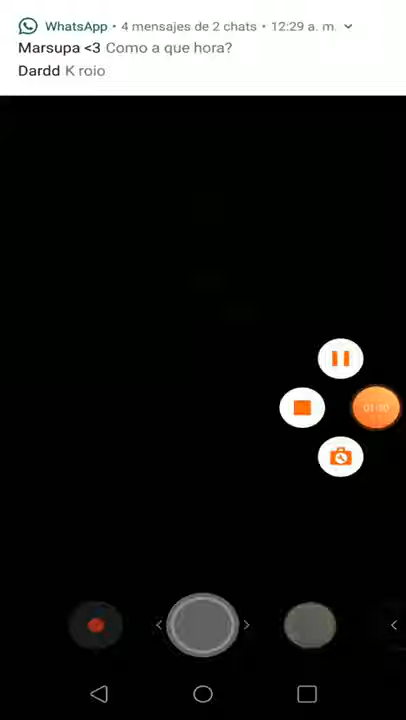 WhatsApp • 4 mensajes de 2 chats • 12:29 a. m.
Marsupa <3 Como a que hora?
Dardd K roio